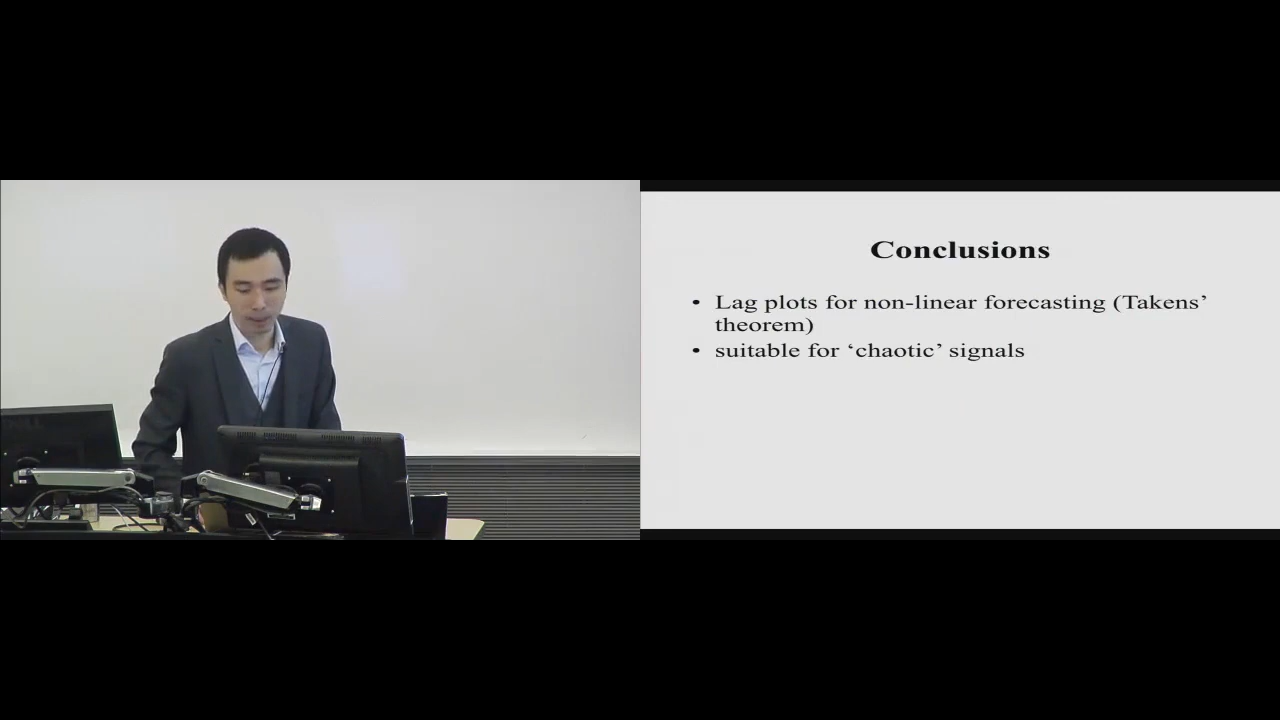 Conclusions
• Lag plots for non-linear forecasting (Takens’
theorem)
• suitable for ‘chaotic’ signals